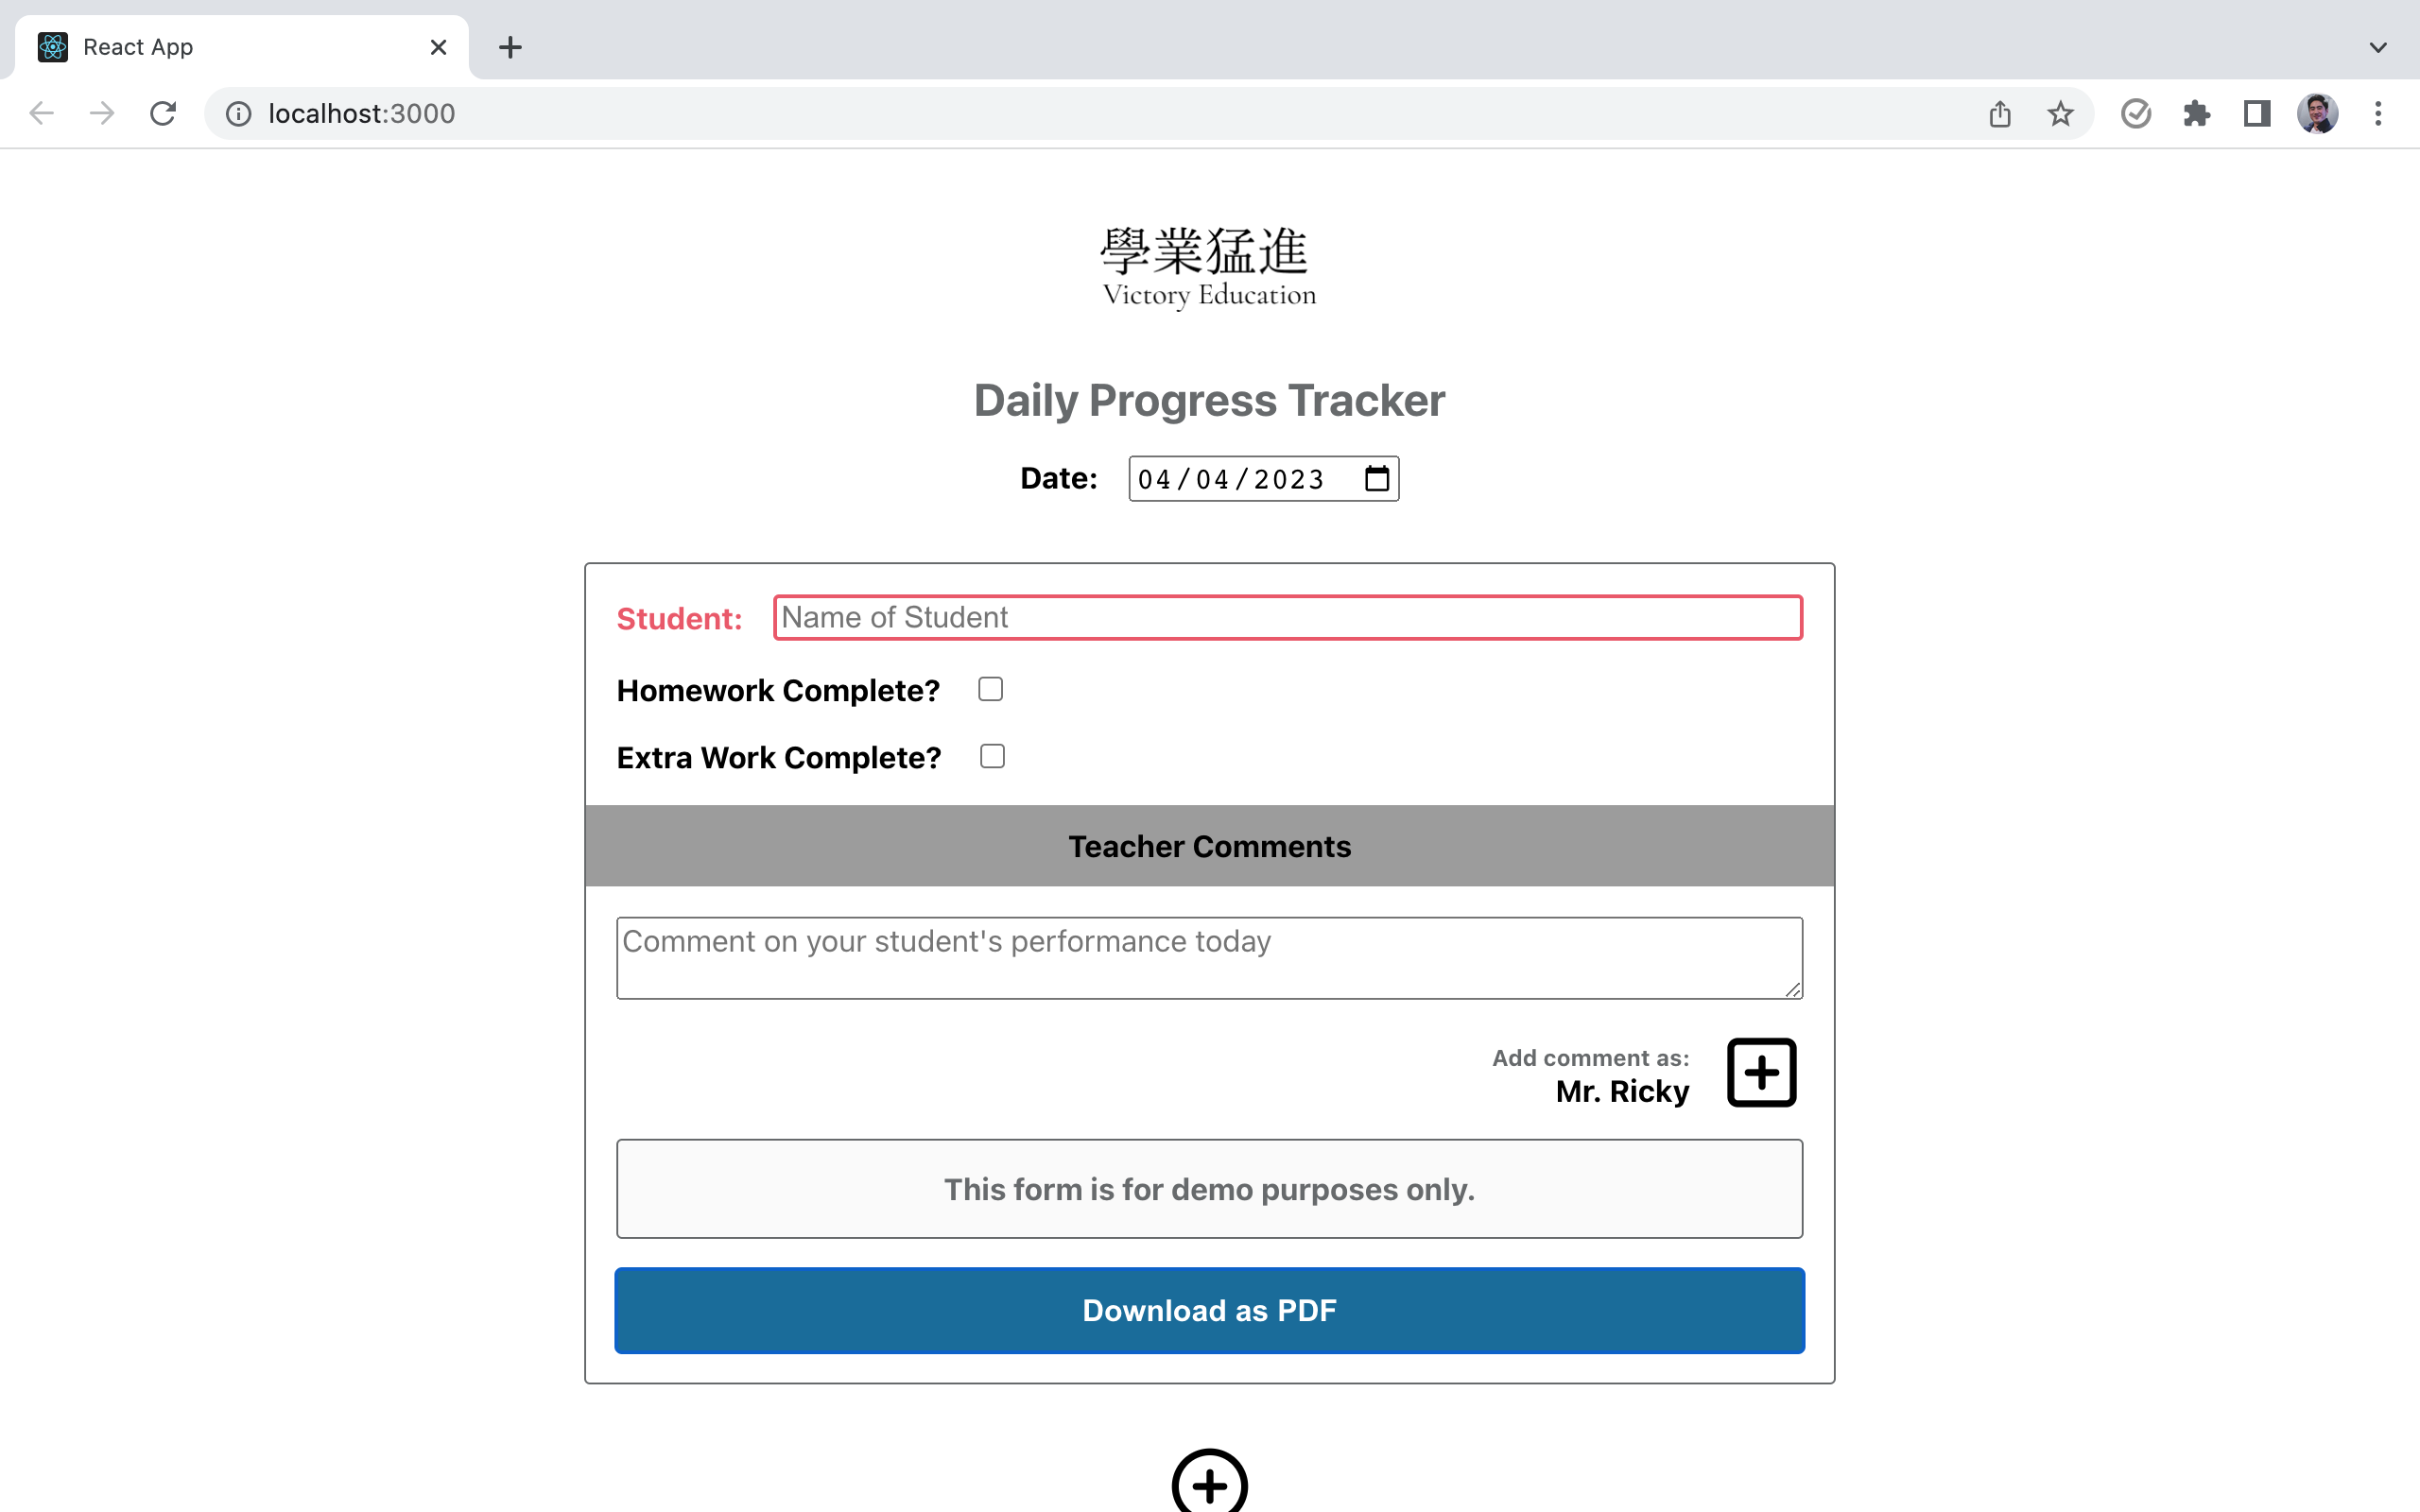 React App
localhost:3000
學業猛進
Victory Education
Daily Progress Tracker
Date: 04/04/2023
Student: Name of Student
Homework Complete?
Extra Work Complete?
Teacher Comments
Comment on your student's performance today
Add comment as:
Mr. Ricky
This form is for demo purposes only.
Download as PDF